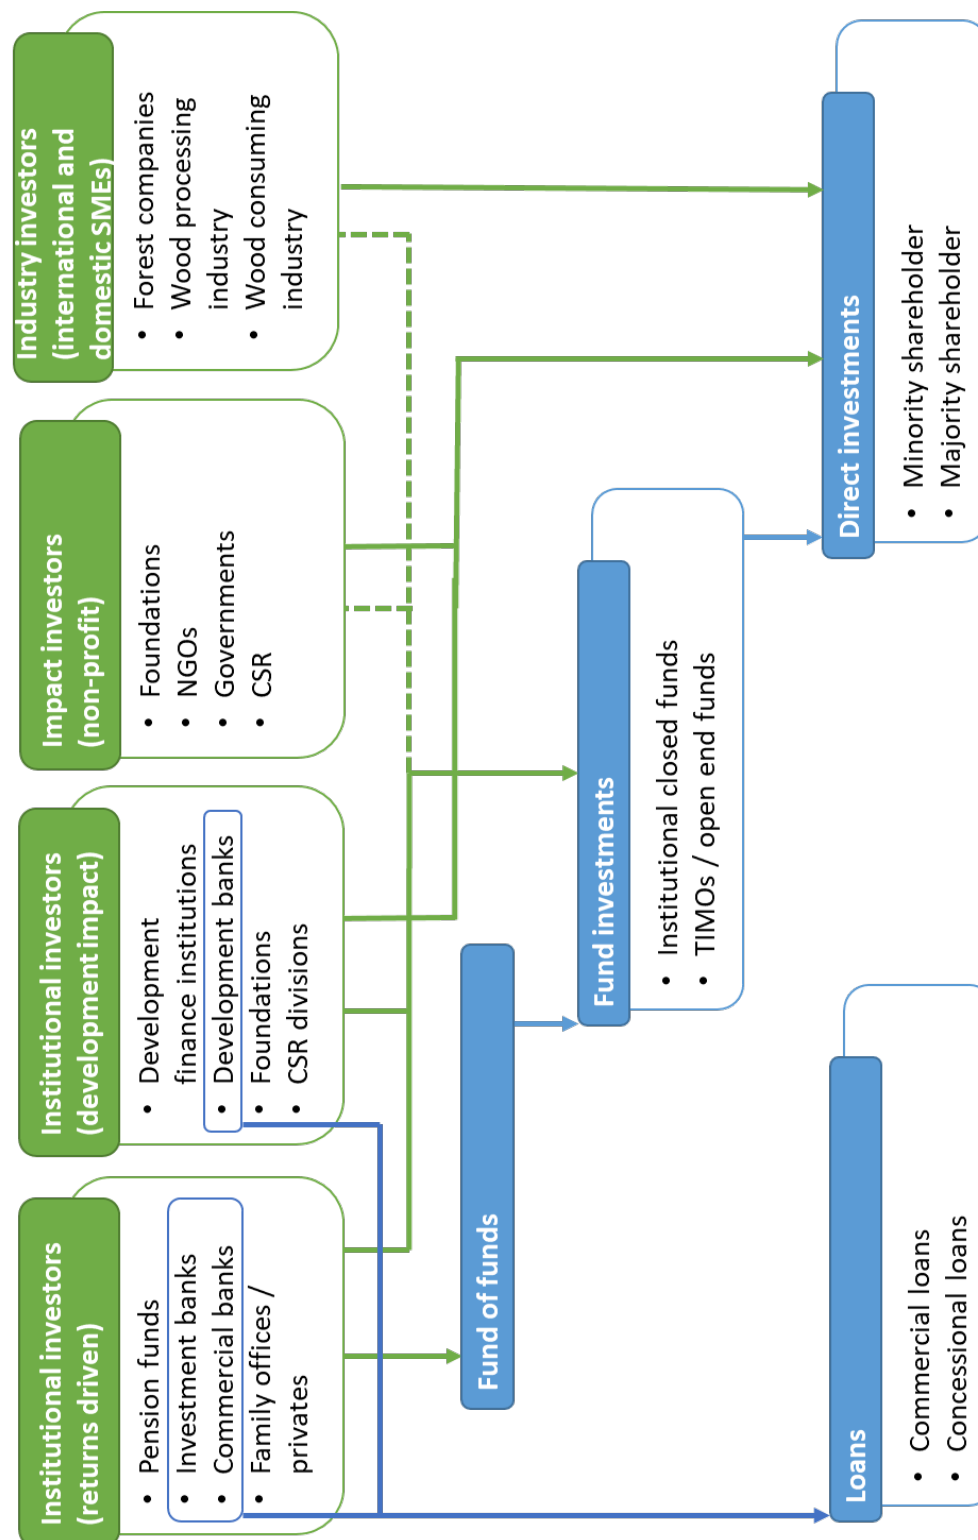 Institutional investors
(returns driven)
• Pension funds
• Investment banks
• Commercial banks
• Family offices /
privates
Institutional investors
(development impact)
• Development
finance institutions
• Development banks
• Foundations
• CSR divisions
Impact investors
(non-profit)
• Foundations
• NGOs
• Governments
• CSR
Industry investors
(international and
domestic SMEs)
• Forest companies
• Wood processing
industry
• Wood consuming
industry
Fund of funds
Fund investments
• Institutional closed funds
• TIMOs / open end funds
Loans
• Commercial loans
• Concessional loans
Direct investments
• Minority shareholder
• Majority shareholder